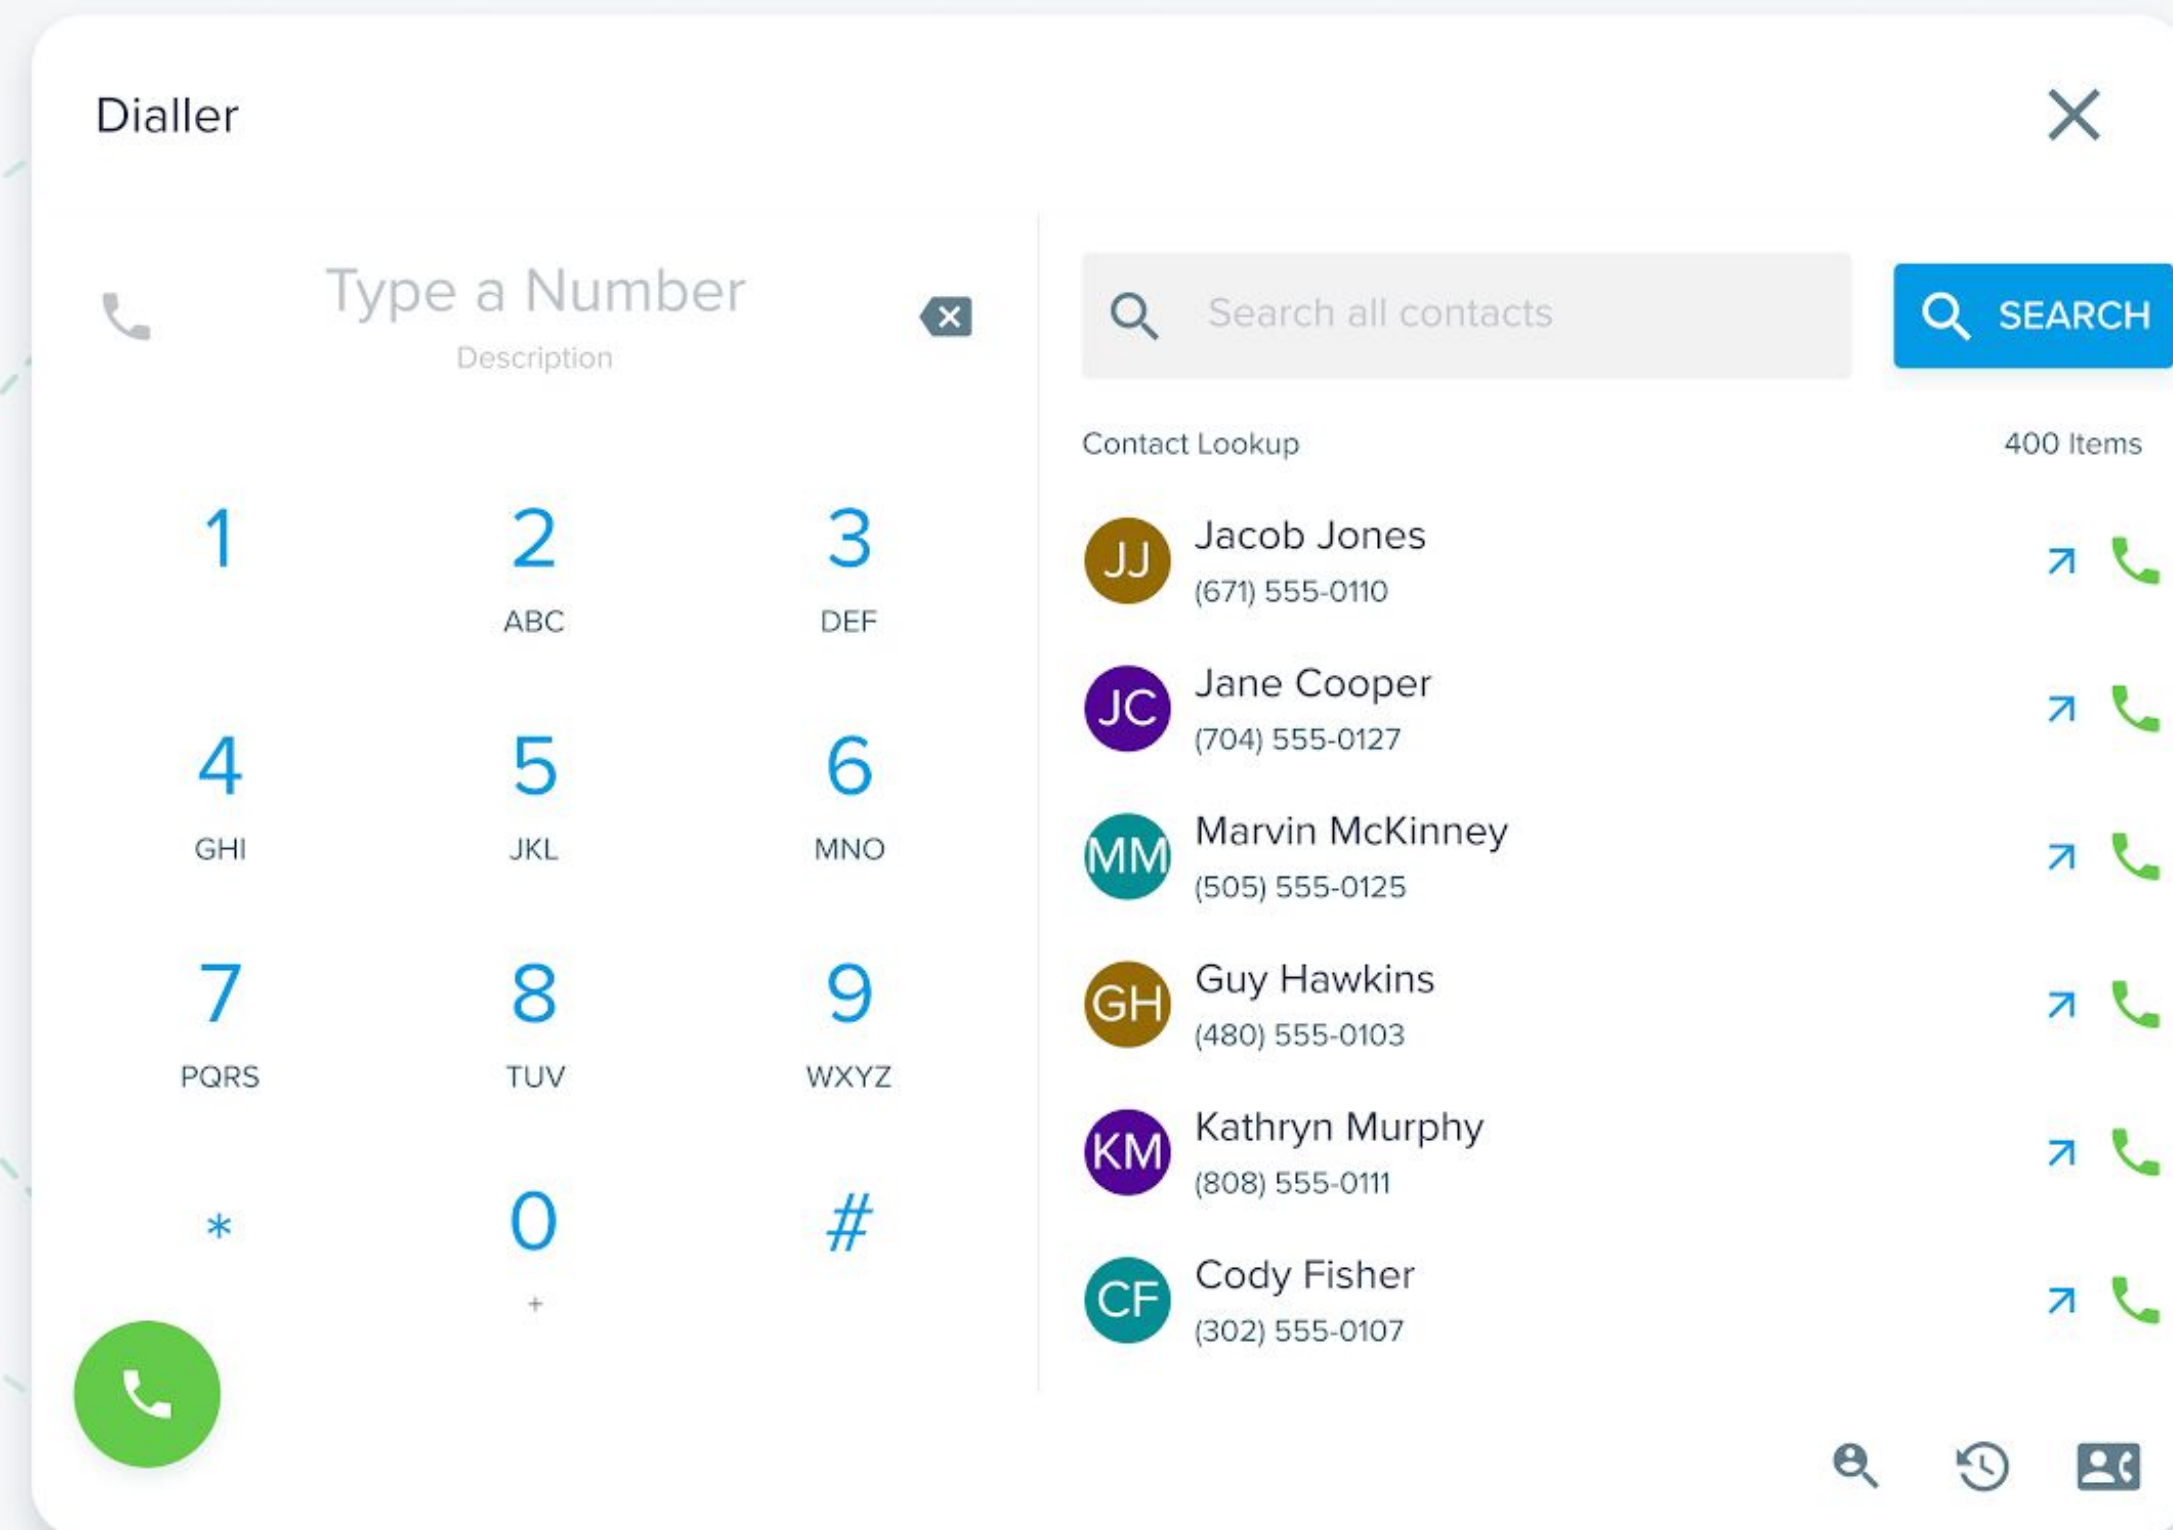 Dialler
Type a Number
Description
1
2
ABC
3
DEF
4
GHI
5
JKL
6
MNO
7
PQRS
8
TUV
9
WXYZ
*
0
+
#
Search all contacts
SEARCH
Contact Lookup
400 Items
JJ
Jacob Jones
(671) 555-0110
JC
Jane Cooper
(704) 555-0127
MM
Marvin McKinney
(505) 555-0125
GH
Guy Hawkins
(480) 555-0103
KM
Kathryn Murphy
(808) 555-0111
CF
Cody Fisher
(302) 555-0107